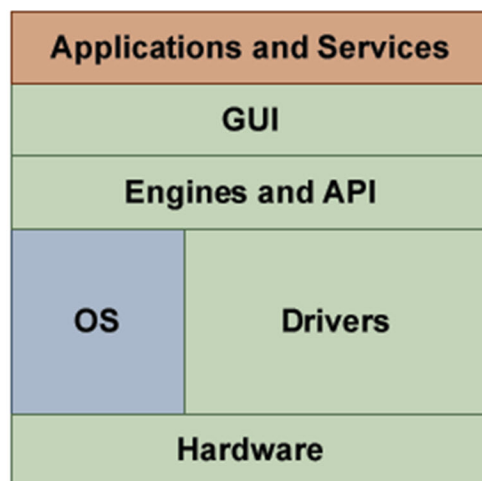 Applications and Services
GUI
Engines and API
OS
Drivers
Hardware